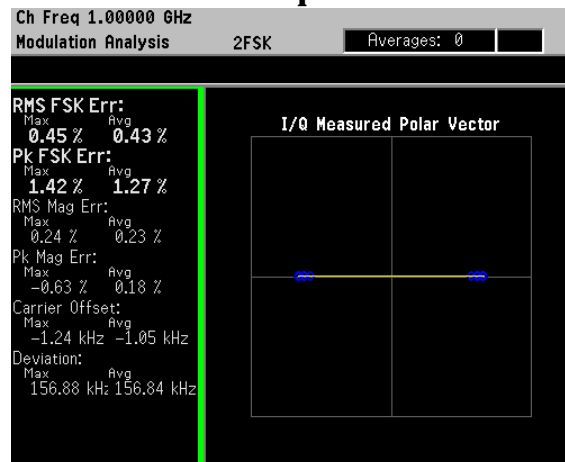 Ch Freq 1.00000 GHz
Modulation Analysis 2FSK Averages: 0
RMS FSK Err:
Max Avg
0.45 % 0.43 %
Pk FSK Err:
Max Avg
1.42 % 1.27 %
RMS Mag Err:
Max Avg
0.24 % 0.23 %
Pk Mag Err:
Max Avg
-0.63 % 0.18 %
Carrier Offset:
Max Avg
-1.24 kHz -1.05 kHz
Deviation:
Max Avg
156.88 kHz 156.84 kHz
I/Q Measured Polar Vector